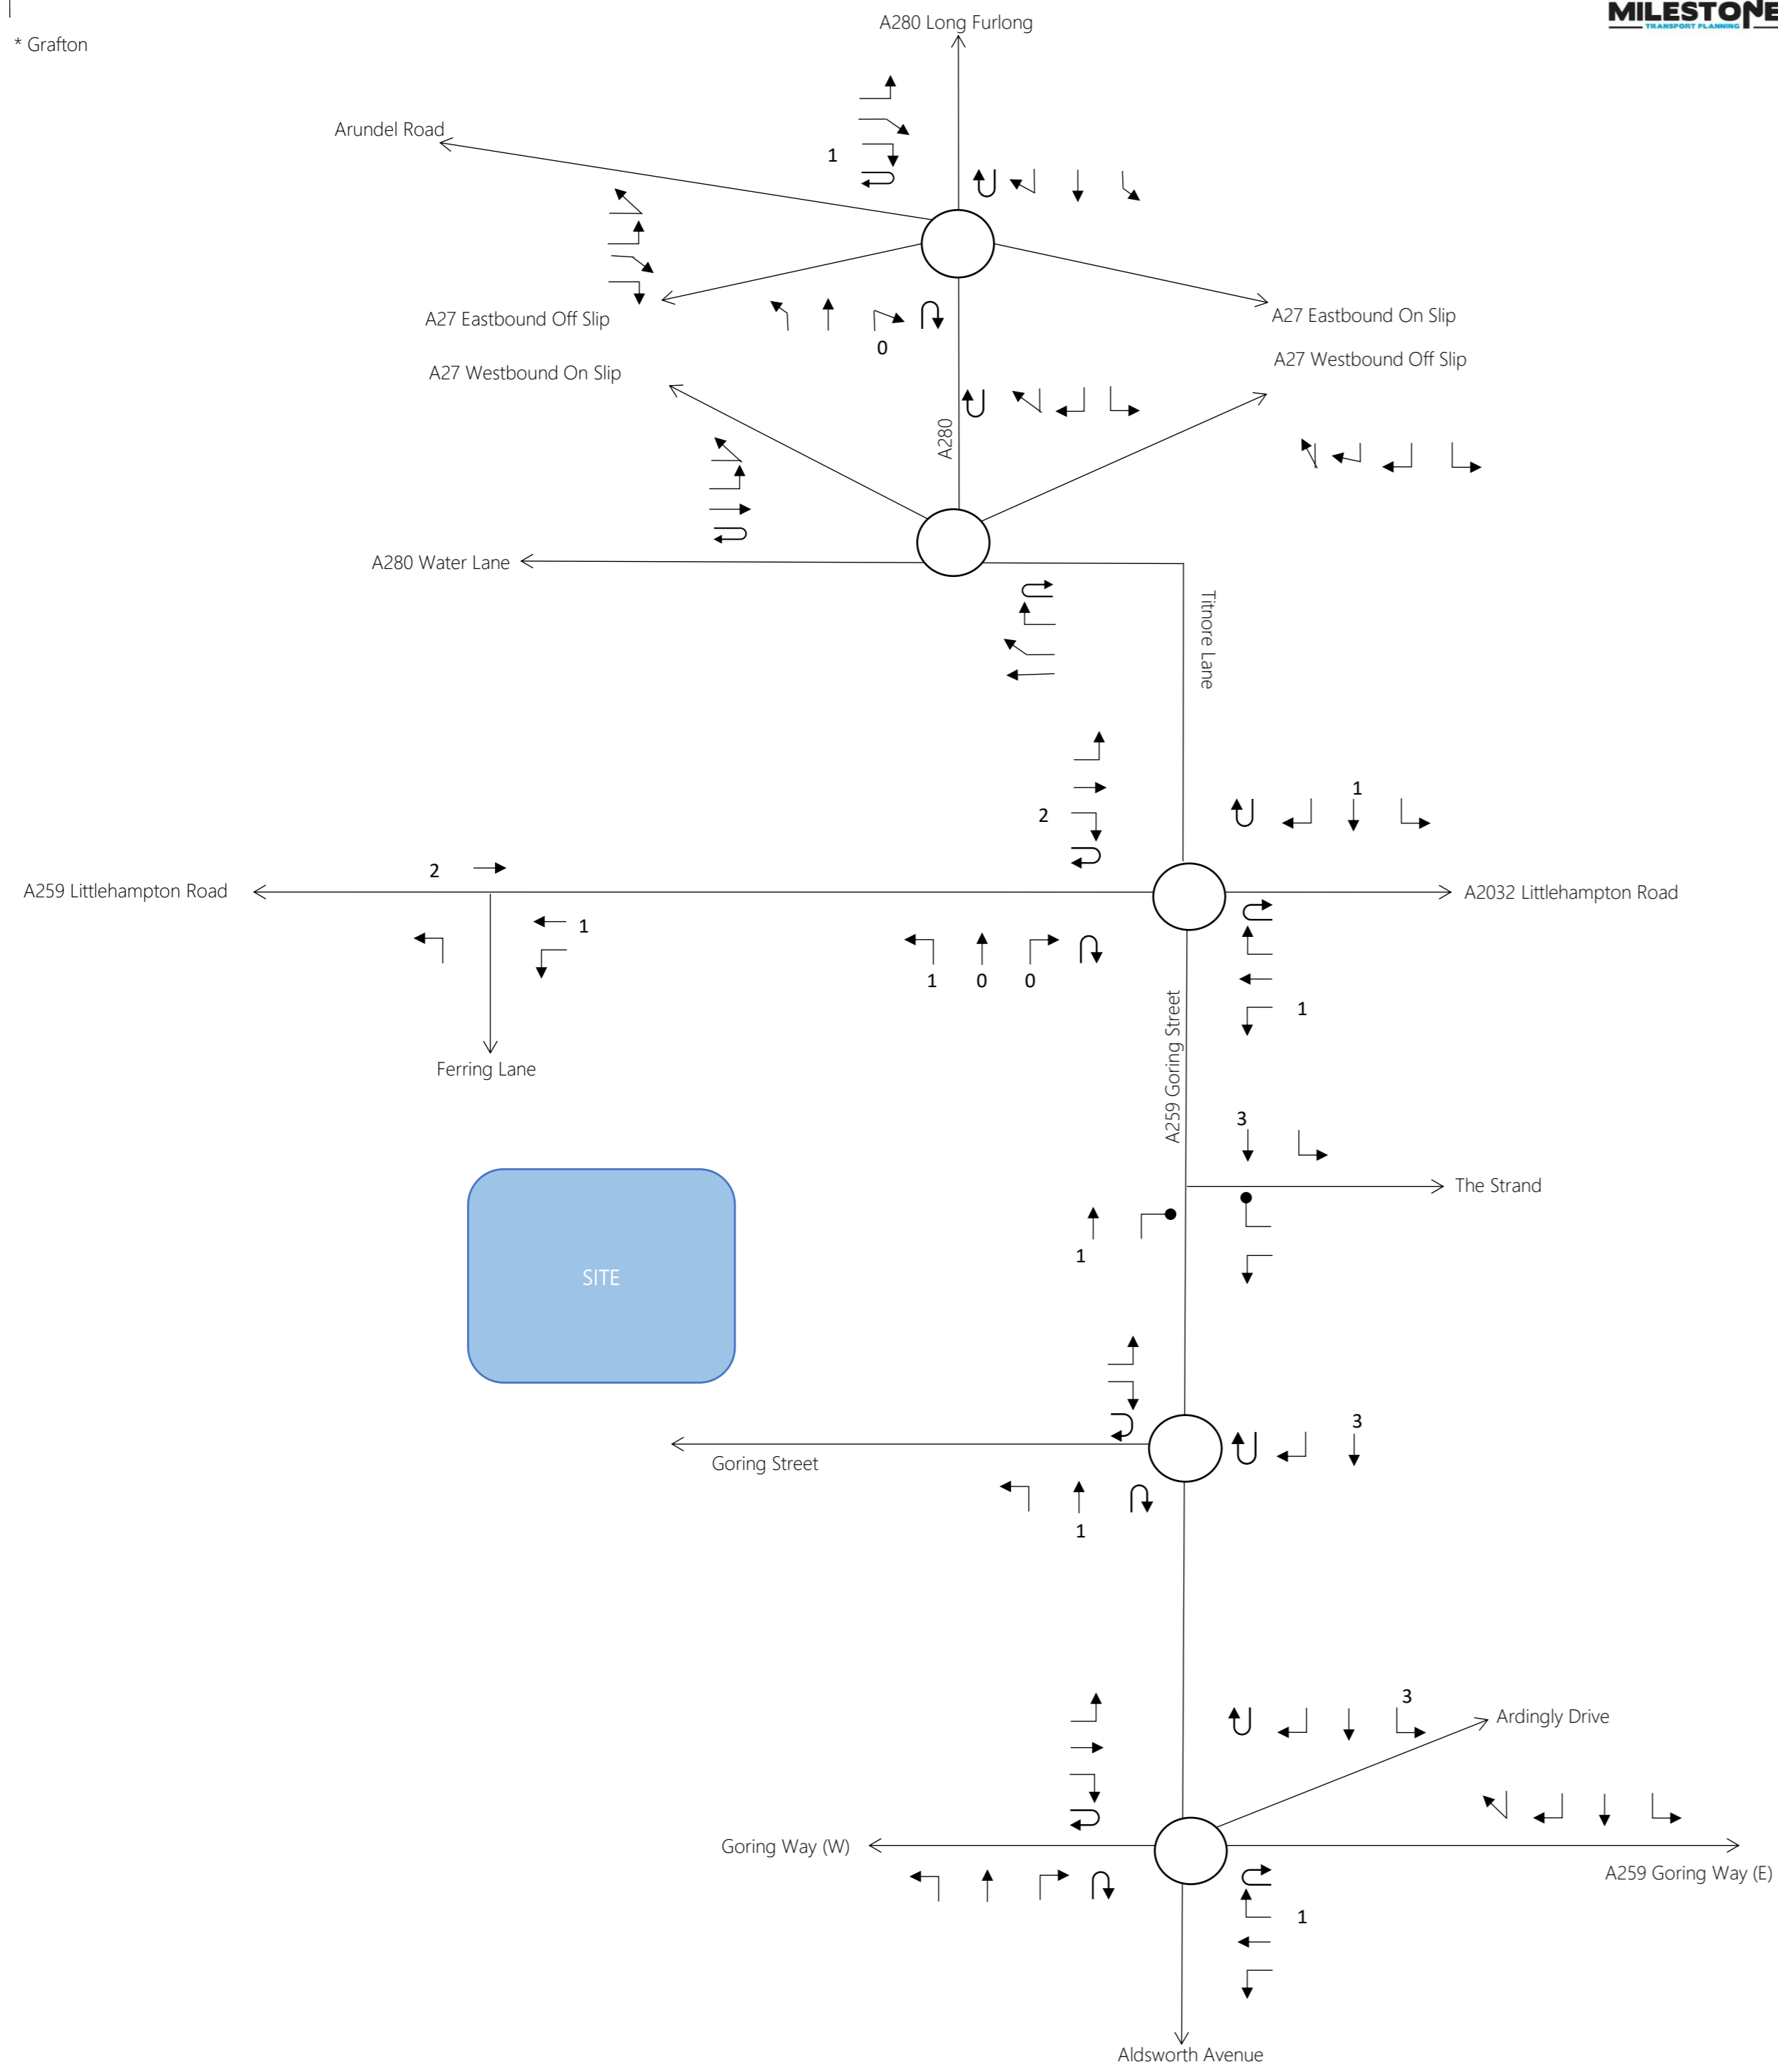 MILESTONE
TRANSPORT PLANNING
* Grafton
A280 Long Furlong
Arundel Road
1
A27 Eastbound Off Slip
A27 Eastbound On Slip
0
A27 Westbound On Slip
A27 Westbound Off Slip
A280
A280 Water Lane
Titnore Lane
1
2
2
A259 Littlehampton Road
A2032 Littlehampton Road
1
1 0 0
1
A259 Goring Street
Ferring Lane
3
The Strand
1
SITE
3
Goring Street
1
3
Ardingly Drive
Goring Way (W)
A259 Goring Way (E)
1
Aldsworth Avenue